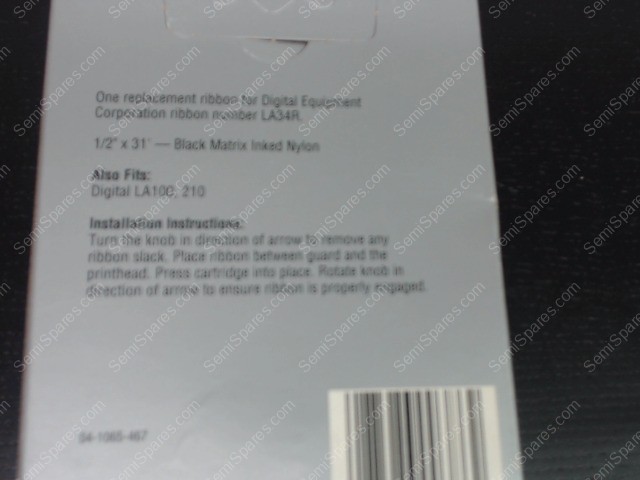 One replacement ribbon for Digital Equipment
Corporation ribbon number LA34R.
1/2" x 31' — Black Matrix Inked Nylon
Also Fits:
Digital LA100, 210
Installation Instructions:
Turn the knob in direction of arrow to remove any
ribbon slack. Place ribbon between guard and the
printhead. Press cartridge into place. Rotate knob in
direction of arrow to ensure ribbon is properly engaged.
04-1065-467
SemiSpares.com